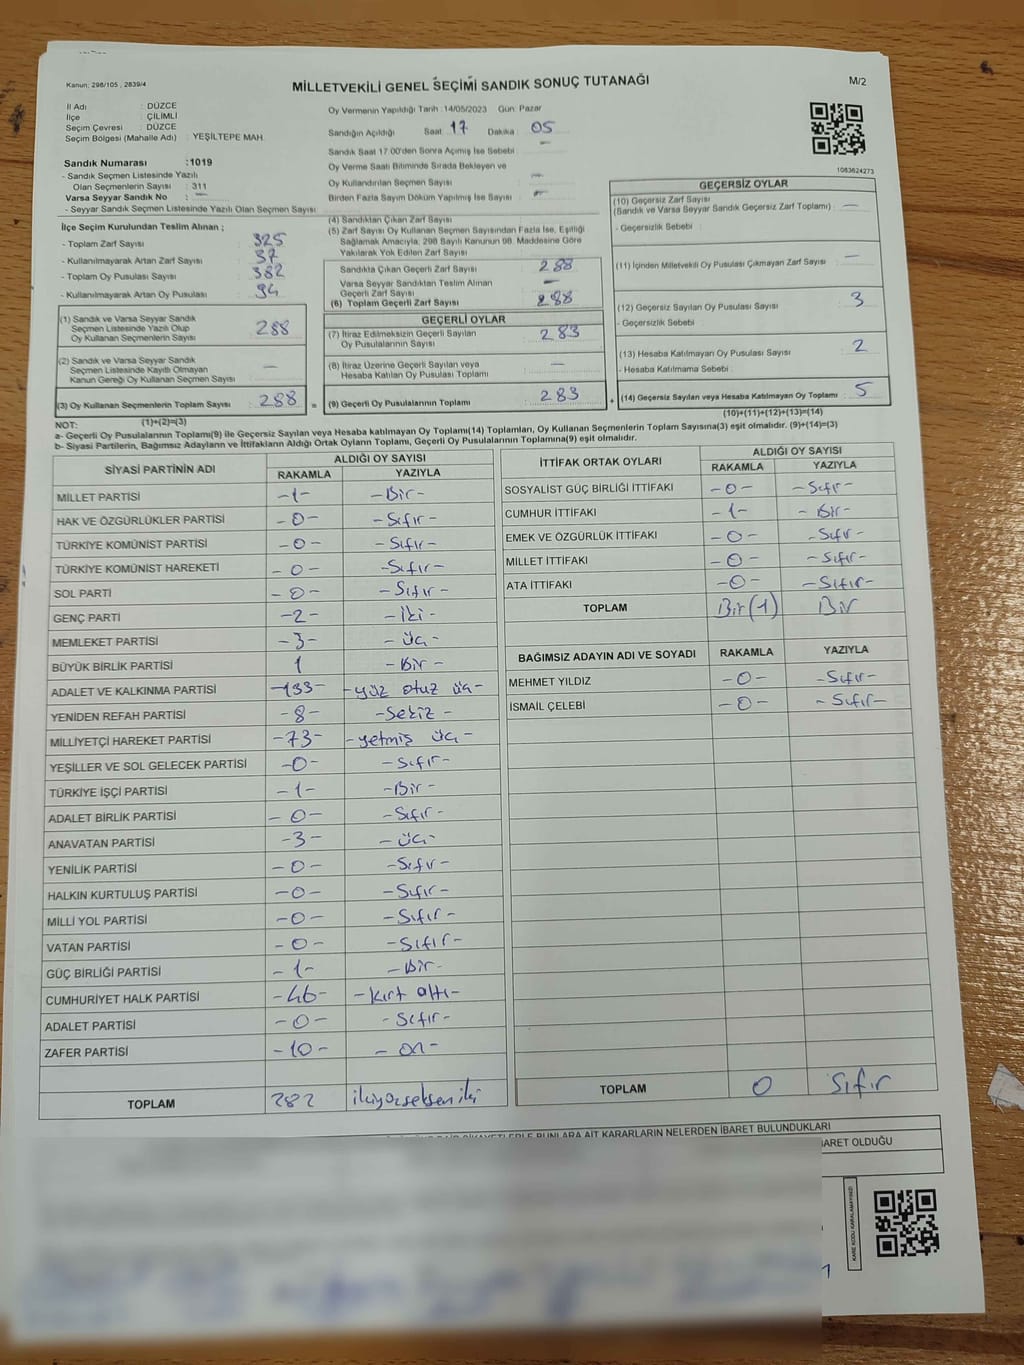 Kanun: 298/105 , 2839/4
MİLLETVEKİLİ GENEL SEÇİMİ SANDIK SONUÇ TUTANAĞI
M/2
İl Adı : DÜZCE
İlçe : ÇİLİMLİ
Seçim Çevresi : DÜZCE
Seçim Bölgesi (Mahalle Adı) : YEŞİLTEPE MAH.
Sandık Numarası : 1019
- Sandık Seçmen Listesinde Yazılı
Olan Seçmenlerin Sayısı : 311
Varsa Seyyar Sandık No : —
- Seyyar Sandık Seçmen Listesinde Yazılı Olan Seçmen Sayısı :
Oy Vermenin Yapıldığı Tarih : 14/05/2023 Gün: Pazar
Sandığın Açıldığı Saat : 17 Dakika : 05
Sandık Saat 17:00'den Sonra Açılmış İse Sebebi : —
Oy Verme Saati Bitiminde Sırada Bekleyen ve
Oy Kullandırılan Seçmen Sayısı : —
Birden Fazla Sayım Döküm Yapılmış İse Sayısı : —
1083624273
İlçe Seçim Kurulundan Teslim Alınan ;
- Toplam Zarf Sayısı : 325
- Kullanılmayarak Artan Zarf Sayısı : 37
- Toplam Oy Pusulası Sayısı : 382
- Kullanılmayarak Artan Oy Pusulası : 94
(1) Sandık ve Varsa Seyyar Sandık
Seçmen Listesinde Yazılı Olup
Oy Kullanan Seçmenlerin Sayısı : 288
(2) Sandık ve Varsa Seyyar Sandık
Seçmen Listesinde Kayıtlı Olmayan
Kanun Gereği Oy Kullanan Seçmen Sayısı : —
(3) Oy Kullanan Seçmenlerin Toplam Sayısı : 288
(1)+(2)=(3)
(4) Sandıktan Çıkan Zarf Sayısı :
(5) Zarf Sayısı Oy Kullanan Seçmen Sayısından Fazla İse, Eşitliği
Sağlamak Amacıyla, 298 Sayılı Kanunun 98. Maddesine Göre
Yakılarak Yok Edilen Zarf Sayısı :
Sandıkta Çıkan Geçerli Zarf Sayısı : 288
Varsa Seyyar Sandıktan Teslim Alınan
Geçerli Zarf Sayısı : —
(6) Toplam Geçerli Zarf Sayısı : 288
GEÇERLİ OYLAR
(7) İtiraz Edilmeksizin Geçerli Sayılan
Oy Pusulalarının Sayısı : 283
(8) İtiraz Üzerine Geçerli Sayılan veya
Hesaba Katılan Oy Pusulası Toplamı : —
= (9) Geçerli Oy Pusulalarının Toplamı : 283
GEÇERSİZ OYLAR
(10) Geçersiz Zarf Sayısı
(Sandık ve Varsa Seyyar Sandık Geçersiz Zarf Toplamı) : —
- Geçersizlik Sebebi :
(11) İçinden Milletvekili Oy Pusulası Çıkmayan Zarf Sayısı : —
(12) Geçersiz Sayılan Oy Pusulası Sayısı : 3
- Geçersizlik Sebebi :
(13) Hesaba Katılmayan Oy Pusulası Sayısı : 2
- Hesaba Katılmama Sebebi :
+ (14) Geçersiz Sayılan veya Hesaba Katılmayan Oy Toplamı : 5
(10)+(11)+(12)+(13)=(14)
NOT:
a- Geçerli Oy Pusulalarının Toplamı(9) ile Geçersiz Sayılan veya Hesaba katılmayan Oy Toplamı(14) Toplamları, Oy Kullanan Seçmenlerin Toplam Sayısına(3) eşit olmalıdır. (9)+(14)=(3)
b- Siyasi Partilerin, Bağımsız Adayların ve İttifakların Aldığı Ortak Oyların Toplamı, Geçerli Oy Pusulalarının Toplamına(9) eşit olmalıdır.
SİYASİ PARTİNİN ADI ALDIĞI OY SAYISI
RAKAMLA YAZIYLA
MİLLET PARTİSİ -1- -Bir-
HAK VE ÖZGÜRLÜKLER PARTİSİ -0- -Sıfır-
TÜRKİYE KOMÜNİST PARTİSİ -0- -Sıfır-
TÜRKİYE KOMÜNİST HAREKETİ -0- -Sıfır-
SOL PARTİ -0- -Sıfır-
GENÇ PARTİ -2- -İki-
MEMLEKET PARTİSİ -3- -üç-
BÜYÜK BİRLİK PARTİSİ 1 -Bir-
ADALET VE KALKINMA PARTİSİ -133- -yüz otuz üç-
YENİDEN REFAH PARTİSİ -8- -Sekiz-
MİLLİYETÇİ HAREKET PARTİSİ -73- -yetmiş üç-
YEŞİLLER VE SOL GELECEK PARTİSİ -0- -Sıfır-
TÜRKİYE İŞÇİ PARTİSİ -1- -Bir-
ADALET BİRLİK PARTİSİ -0- -Sıfır-
ANAVATAN PARTİSİ -3- -üç-
YENİLİK PARTİSİ -0- -Sıfır-
HALKIN KURTULUŞ PARTİSİ -0- -Sıfır-
MİLLİ YOL PARTİSİ -0- -Sıfır-
VATAN PARTİSİ -0- -Sıfır-
GÜÇ BİRLİĞİ PARTİSİ -1- -Bir-
CUMHURİYET HALK PARTİSİ -46- -kırk altı-
ADALET PARTİSİ -0- -Sıfır-
ZAFER PARTİSİ -10- -on-
TOPLAM 282 ikiyüzsekseniki
İTTİFAK ORTAK OYLARI ALDIĞI OY SAYISI
RAKAMLA YAZIYLA
SOSYALİST GÜÇ BİRLİĞİ İTTİFAKI -0- -Sıfır-
CUMHUR İTTİFAKI -1- -Bir-
EMEK VE ÖZGÜRLÜK İTTİFAKI -0- -Sıfır-
MİLLET İTTİFAKI -0- -Sıfır-
ATA İTTİFAKI -0- -Sıfır-
TOPLAM Bir(1) Bir
BAĞIMSIZ ADAYIN ADI VE SOYADI RAKAMLA YAZIYLA
MEHMET YILDIZ -0- -Sıfır-
İSMAİL ÇELEBİ -0- -Sıfır-
TOPLAM 0 Sıfır
BUNLARA AİT KARARLARIN NELERDEN İBARET BULUNDUKLARI
İBARET OLDUĞU
KARE KODU KARALAMAYINIZ!